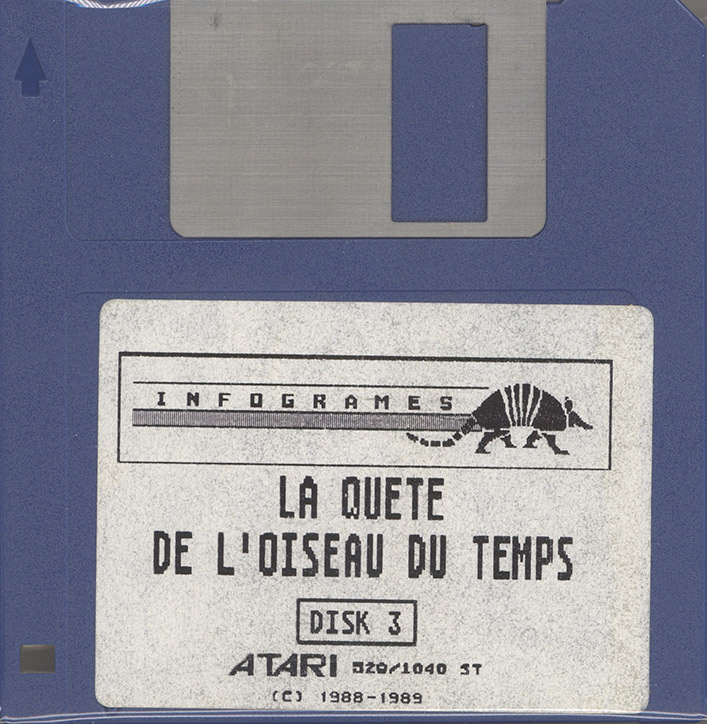 INFOGRAMES
LA QUETE
DE L'OISEAU DU TEMPS
DISK 3
ATARI 520/1040 ST
(C) 1988-1989